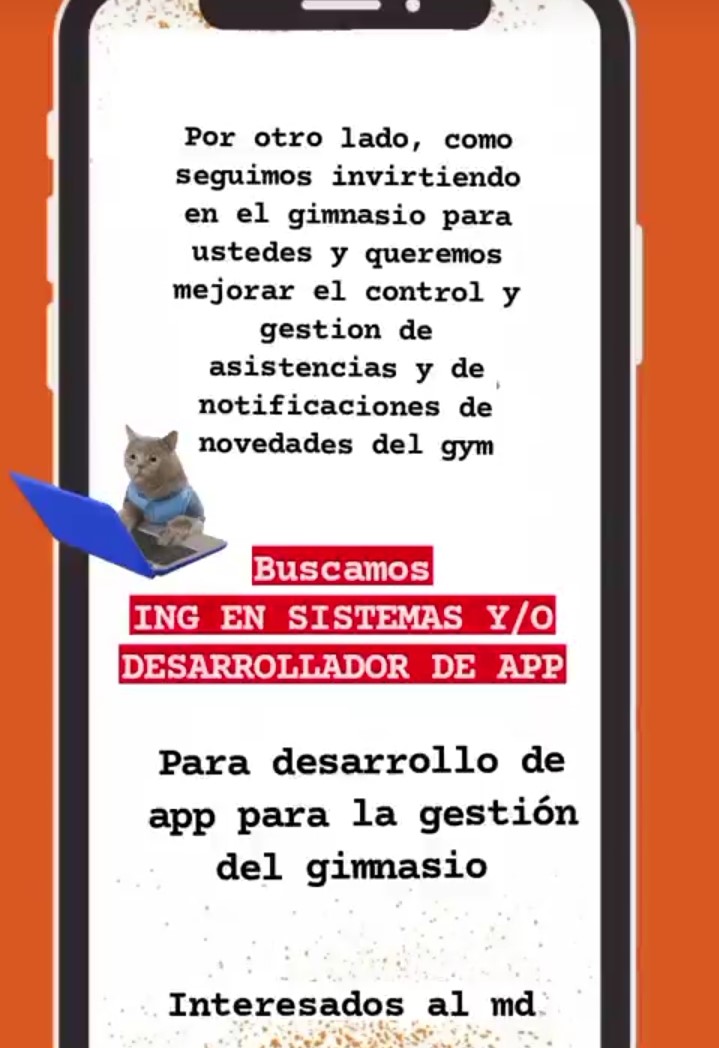 Por otro lado, como
seguimos invirtiendo
en el gimnasio para
ustedes y queremos
mejorar el control y
gestion de
asistencias y de
notificaciones de
novedades del gym
Buscamos
ING EN SISTEMAS Y/O
DESARROLLADOR DE APP
Para desarrollo de
app para la gestión
del gimnasio
Interesados al md